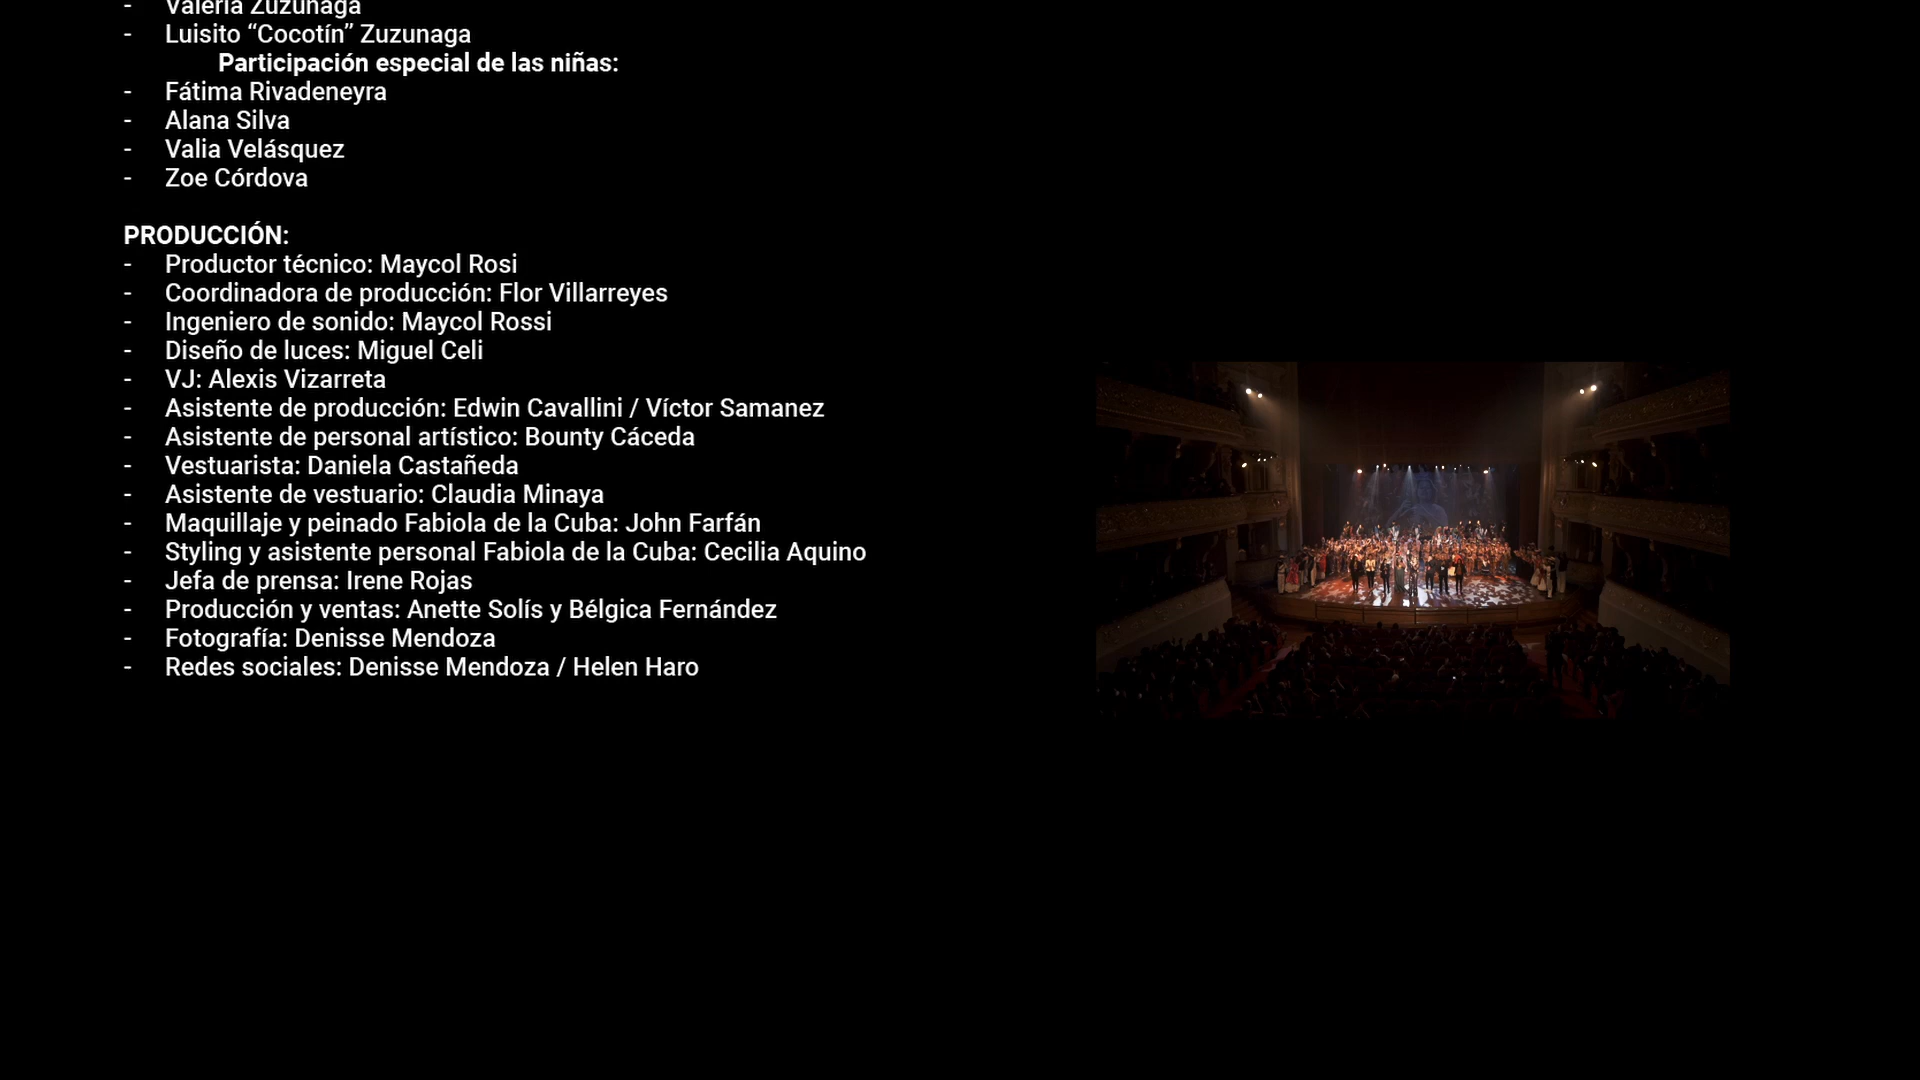 - Valeria Zuzunaga
- Luisito “Cocotín” Zuzunaga
Participación especial de las niñas:
- Fátima Rivadeneyra
- Alana Silva
- Valia Velásquez
- Zoe Córdova
PRODUCCIÓN:
- Productor técnico: Maycol Rosi
- Coordinadora de producción: Flor Villarreyes
- Ingeniero de sonido: Maycol Rossi
- Diseño de luces: Miguel Celi
- VJ: Alexis Vizarreta
- Asistente de producción: Edwin Cavallini / Víctor Samanez
- Asistente de personal artístico: Bounty Cáceda
- Vestuarista: Daniela Castañeda
- Asistente de vestuario: Claudia Minaya
- Maquillaje y peinado Fabiola de la Cuba: John Farfán
- Styling y asistente personal Fabiola de la Cuba: Cecilia Aquino
- Jefa de prensa: Irene Rojas
- Producción y ventas: Anette Solís y Bélgica Fernández
- Fotografía: Denisse Mendoza
- Redes sociales: Denisse Mendoza / Helen Haro